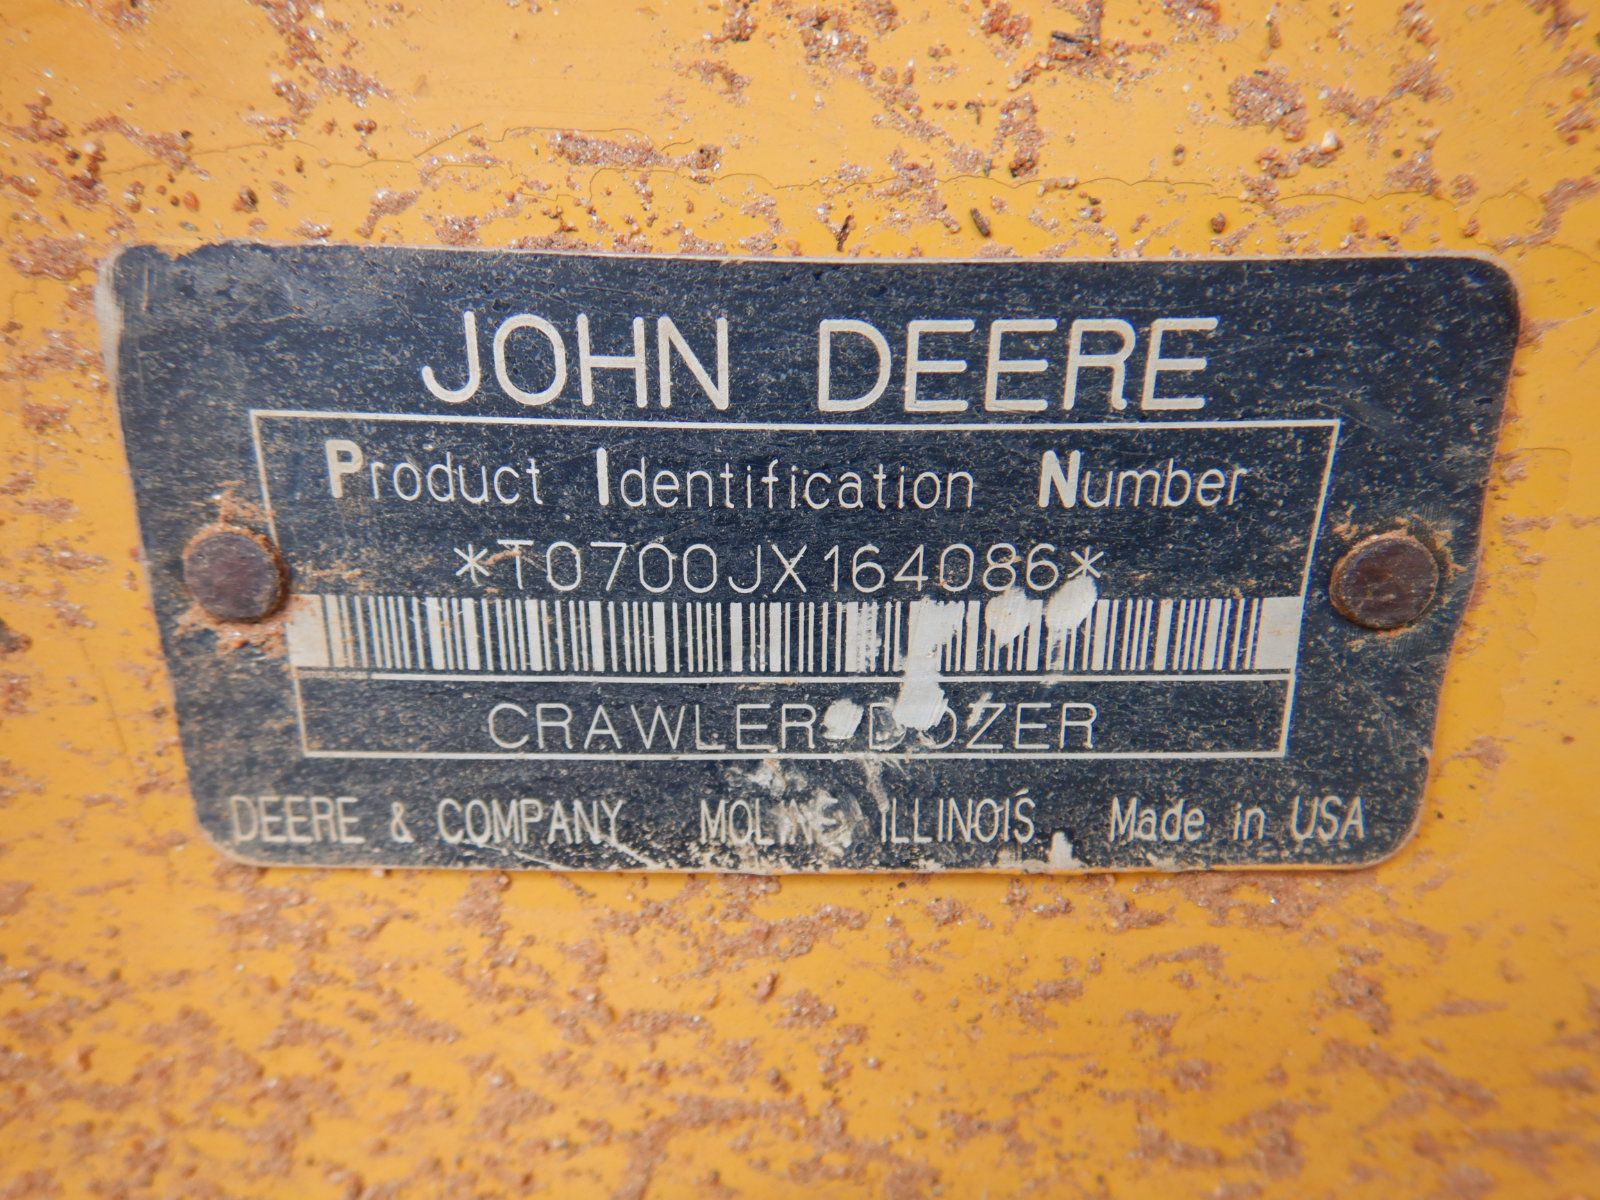 JOHN DEERE
Product Identification Number
*T0700JX164086*
CRAWLER DOZER
DEERE & COMPANY MOLINE, ILLINOIS Made in USA